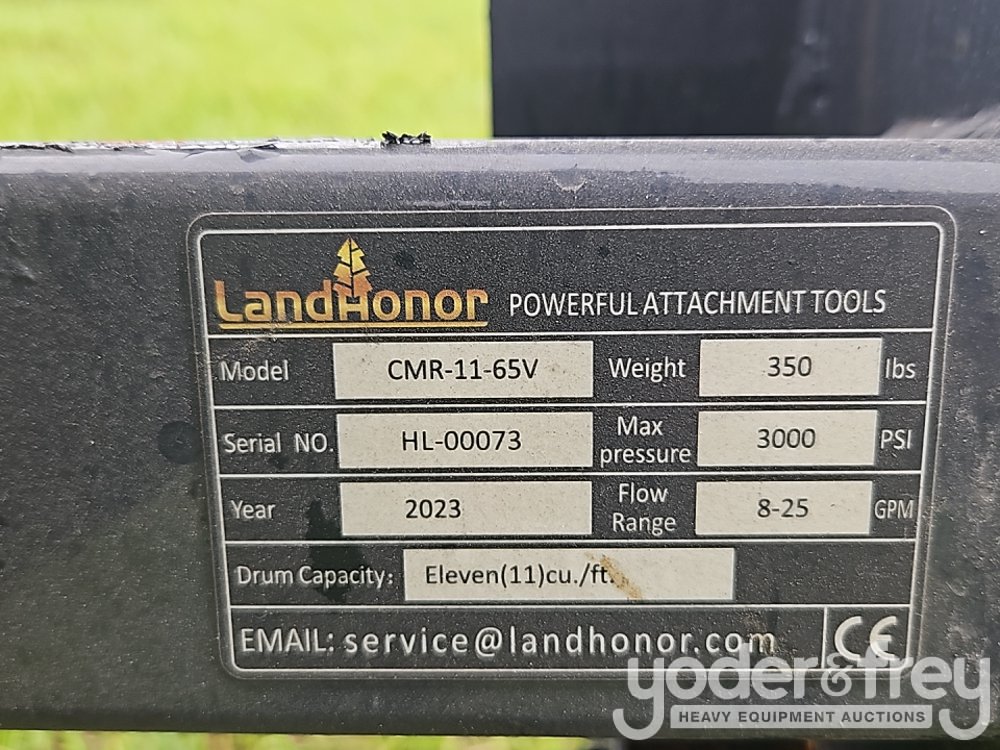 LandHonor POWERFUL ATTACHMENT TOOLS
Model CMR-11-65V Weight 350 lbs
Serial NO. HL-00073 Max pressure 3000 PSI
Year 2023 Flow Range 8-25 GPM
Drum Capacity: Eleven(11)cu./ft.
EMAIL: service@landhonor.com CE
yoder&frey
HEAVY EQUIPMENT AUCTIONS